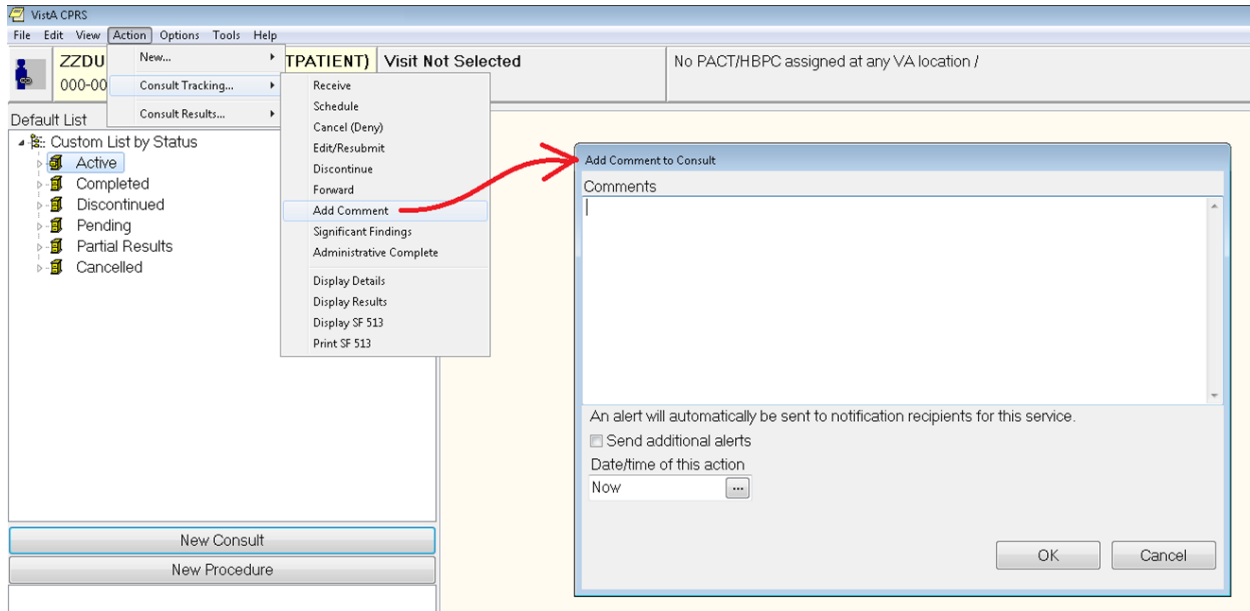 VistA CPRS
File Edit View Action Options Tools Help
ZZDU
000-00
TPATIENT)
Visit Not Selected
No PACT/HBPC assigned at any VA location /
New...
Consult Tracking...
Consult Results...
Receive
Schedule
Cancel (Deny)
Edit/Resubmit
Discontinue
Forward
Add Comment
Significant Findings
Administrative Complete
Display Details
Display Results
Display SF 513
Print SF 513
Default List
Custom List by Status
Active
Completed
Discontinued
Pending
Partial Results
Cancelled
New Consult
New Procedure
Add Comment to Consult
Comments
An alert will automatically be sent to notification recipients for this service.
Send additional alerts
Date/time of this action
Now
...
OK Cancel